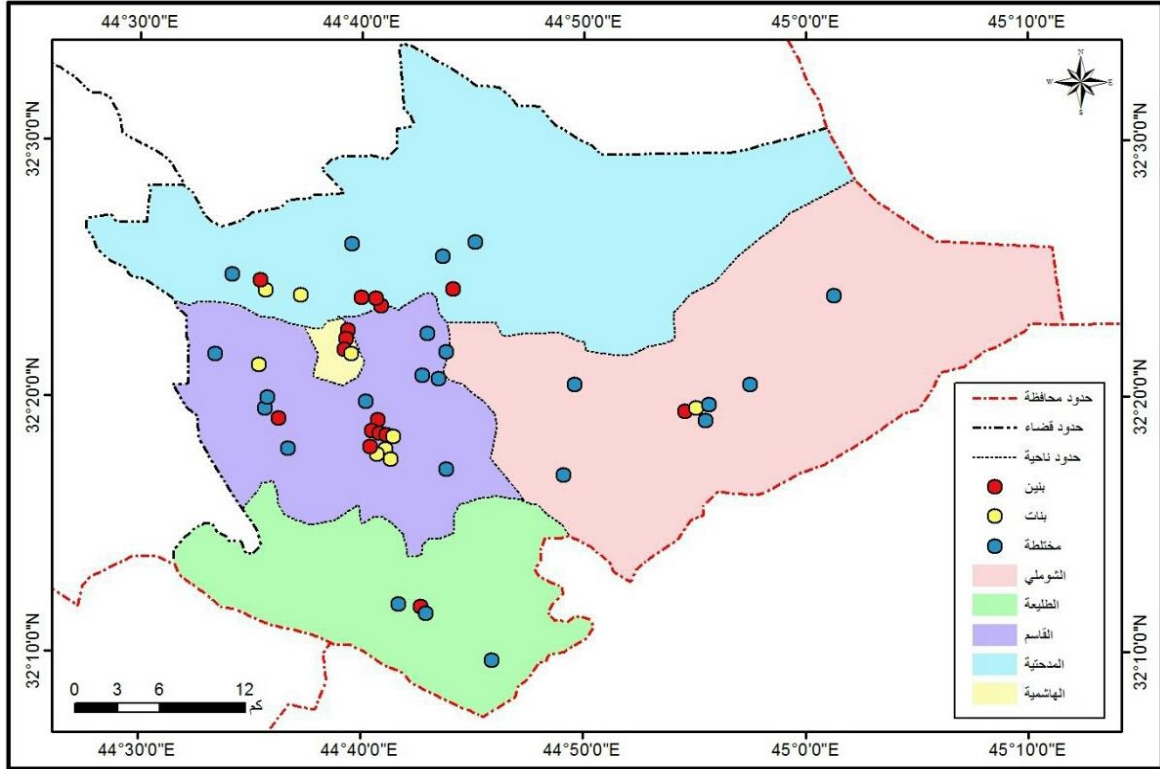 44°30'0"E 44°40'0"E 44°50'0"E 45°0'0"E 45°10'0"E
N
W E
S
32°30'0"N 32°30'0"N
32°20'0"N 32°20'0"N
32°10'0"N 32°10'0"N
حدود محافظة
حدود قضاء
حدود ناحية
بنين
بنات
مختلطة
الشوملي
الطليعة
القاسم
المدحتية
الهاشمية
0 3 6 12
كم
44°30'0"E 44°40'0"E 44°50'0"E 45°0'0"E 45°10'0"E